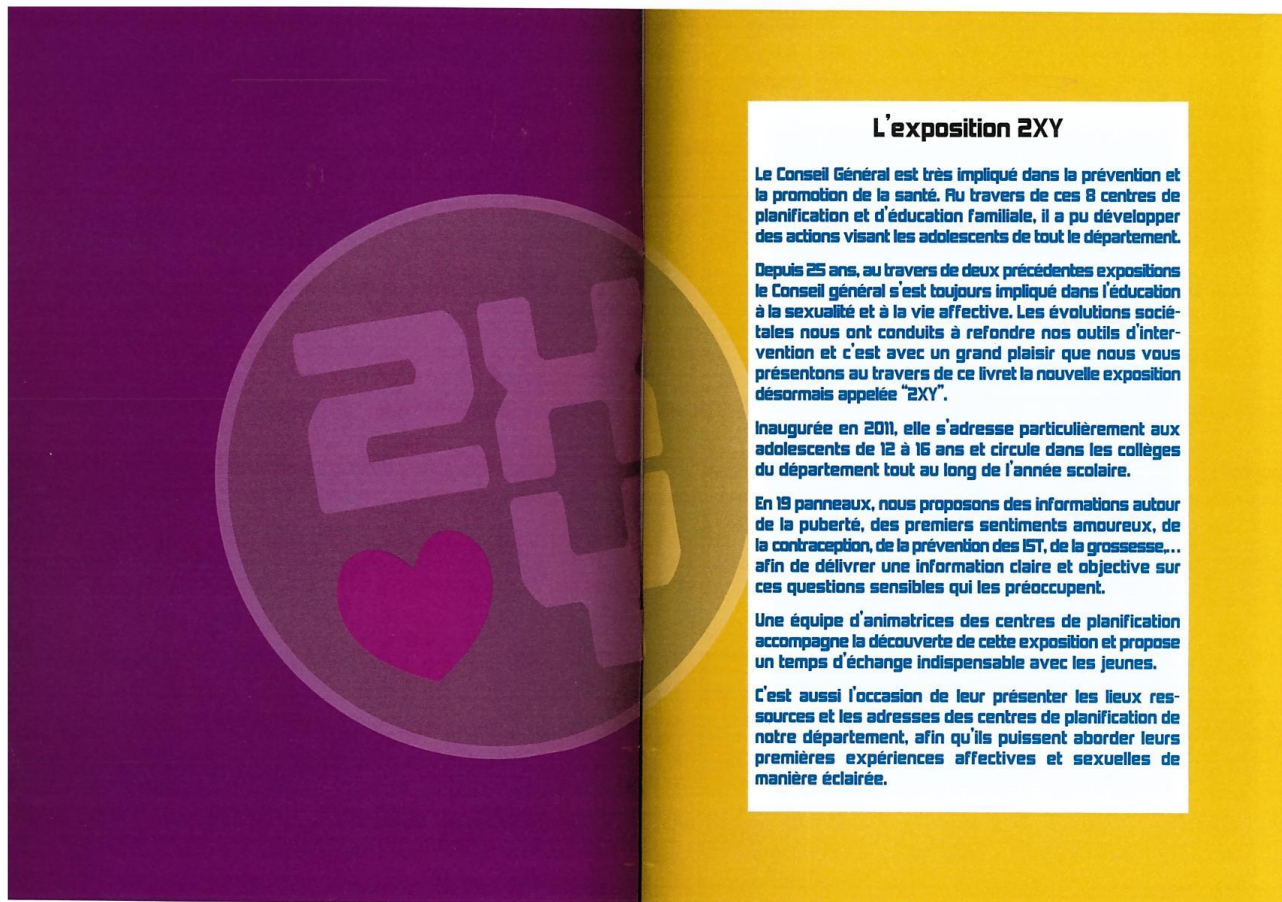 2XY
L'exposition 2XY
Le Conseil Général est très impliqué dans la prévention et
la promotion de la santé. Au travers de ces 8 centres de
planification et d'éducation familiale, il a pu développer
des actions visant les adolescents de tout le département.
Depuis 25 ans, au travers de deux précédentes expositions
le Conseil général s'est toujours impliqué dans l'éducation
à la sexualité et à la vie affective. Les évolutions socié-
tales nous ont conduits à refondre nos outils d'inter-
vention et c'est avec un grand plaisir que nous vous
présentons au travers de ce livret la nouvelle exposition
désormais appelée "2XY".
Inaugurée en 2011, elle s'adresse particulièrement aux
adolescents de 12 à 16 ans et circule dans les collèges
du département tout au long de l'année scolaire.
En 19 panneaux, nous proposons des informations autour
de la puberté, des premiers sentiments amoureux, de
la contraception, de la prévention des IST, de la grossesse,...
afin de délivrer une information claire et objective sur
ces questions sensibles qui les préoccupent.
Une équipe d'animatrices des centres de planification
accompagne la découverte de cette exposition et propose
un temps d'échange indispensable avec les jeunes.
C'est aussi l'occasion de leur présenter les lieux res-
sources et les adresses des centres de planification de
notre département, afin qu'ils puissent aborder leurs
premières expériences affectives et sexuelles de
manière éclairée.